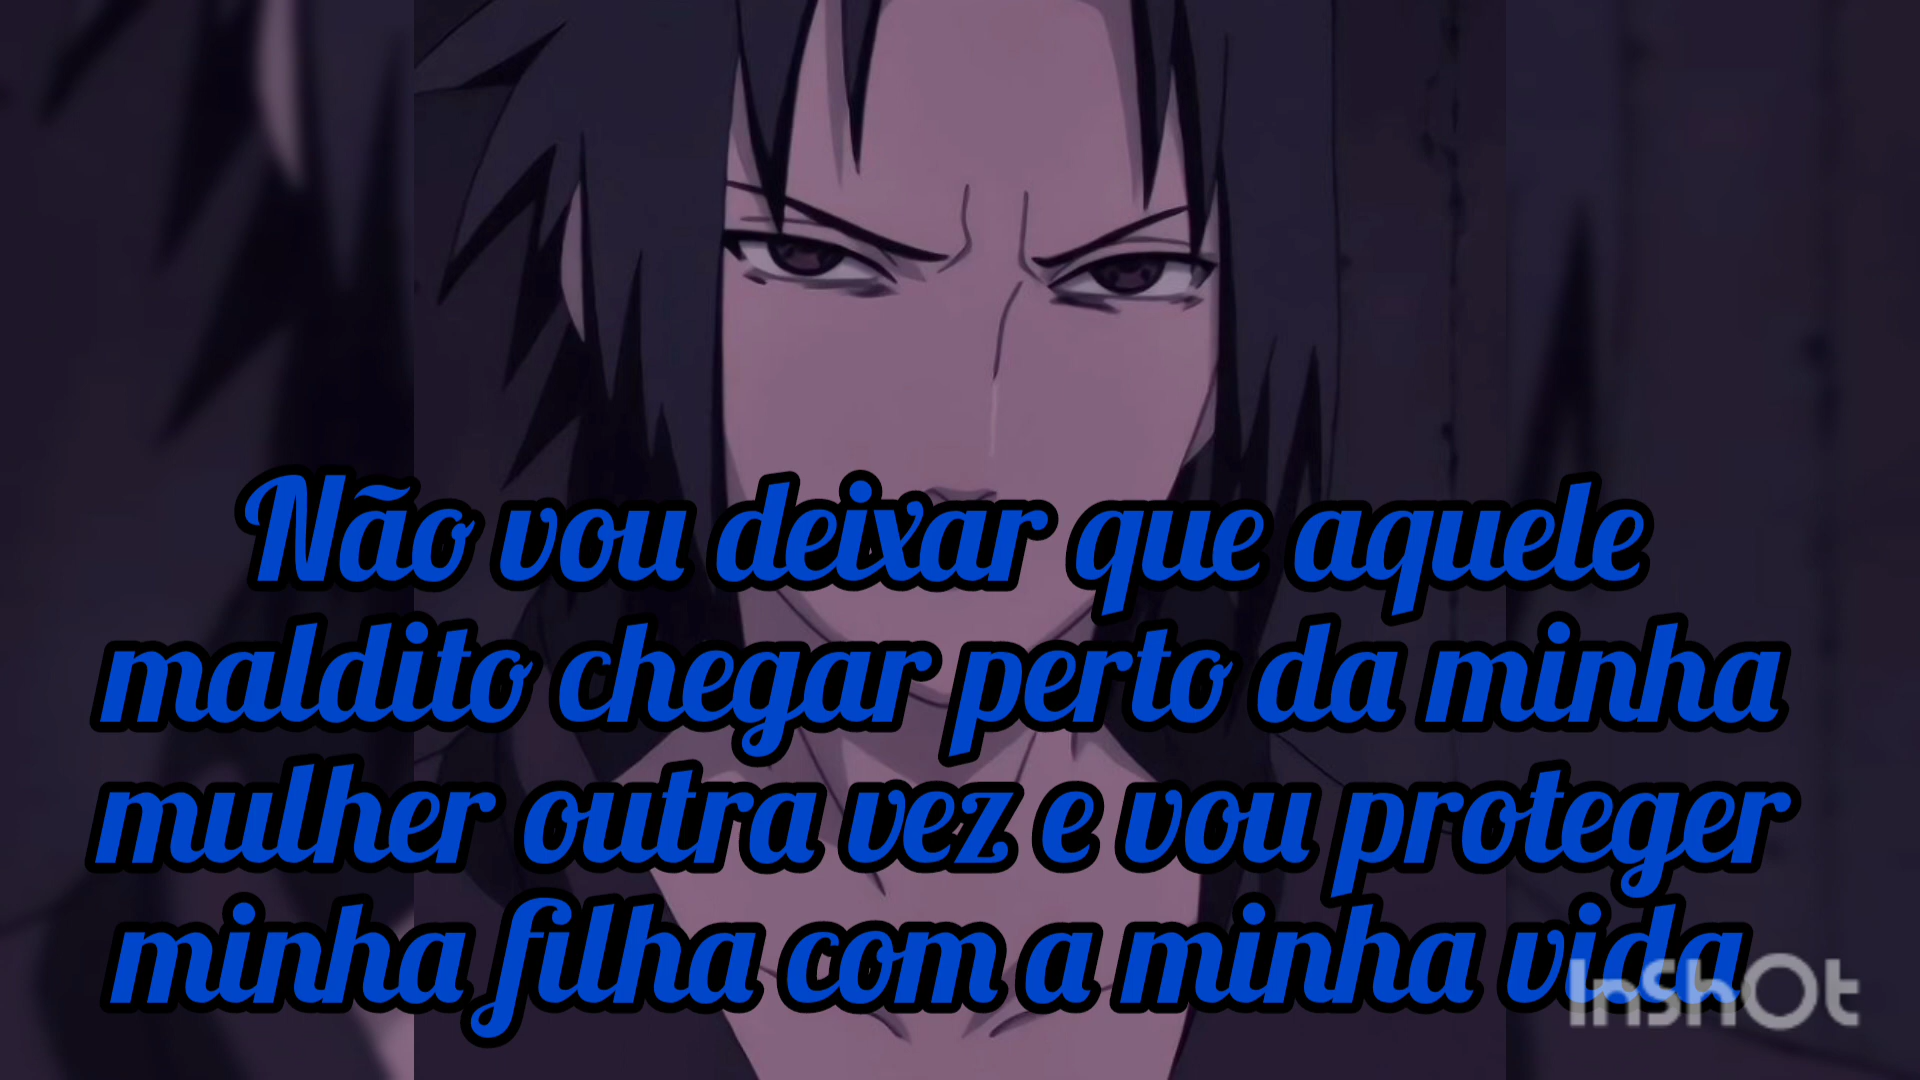 Não vou deixar que aquele
maldito chegar perto da minha
mulher outra vez e vou proteger
minha filha com a minha vida
InShOt